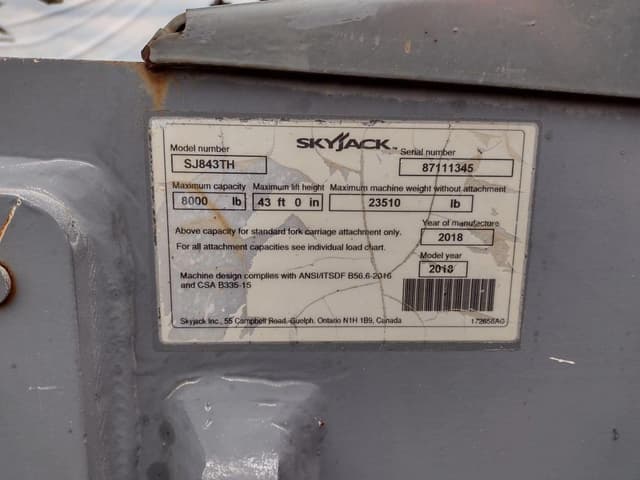 SKYJACK™
Model number Serial number
SJ843TH 87111345
Maximum capacity Maximum lift height Maximum machine weight without attachment
8000 lb 43 ft 0 in 23510 lb
Above capacity for standard fork carriage attachment only.
For all attachment capacities see individual load chart.
Year of manufacture
2018
Model year
2018
Machine design complies with ANSI/ITSDF B56.6-2016
and CSA B335-15
Skyjack Inc., 55 Campbell Road, Guelph, Ontario N1H 1B9, Canada 172658AG